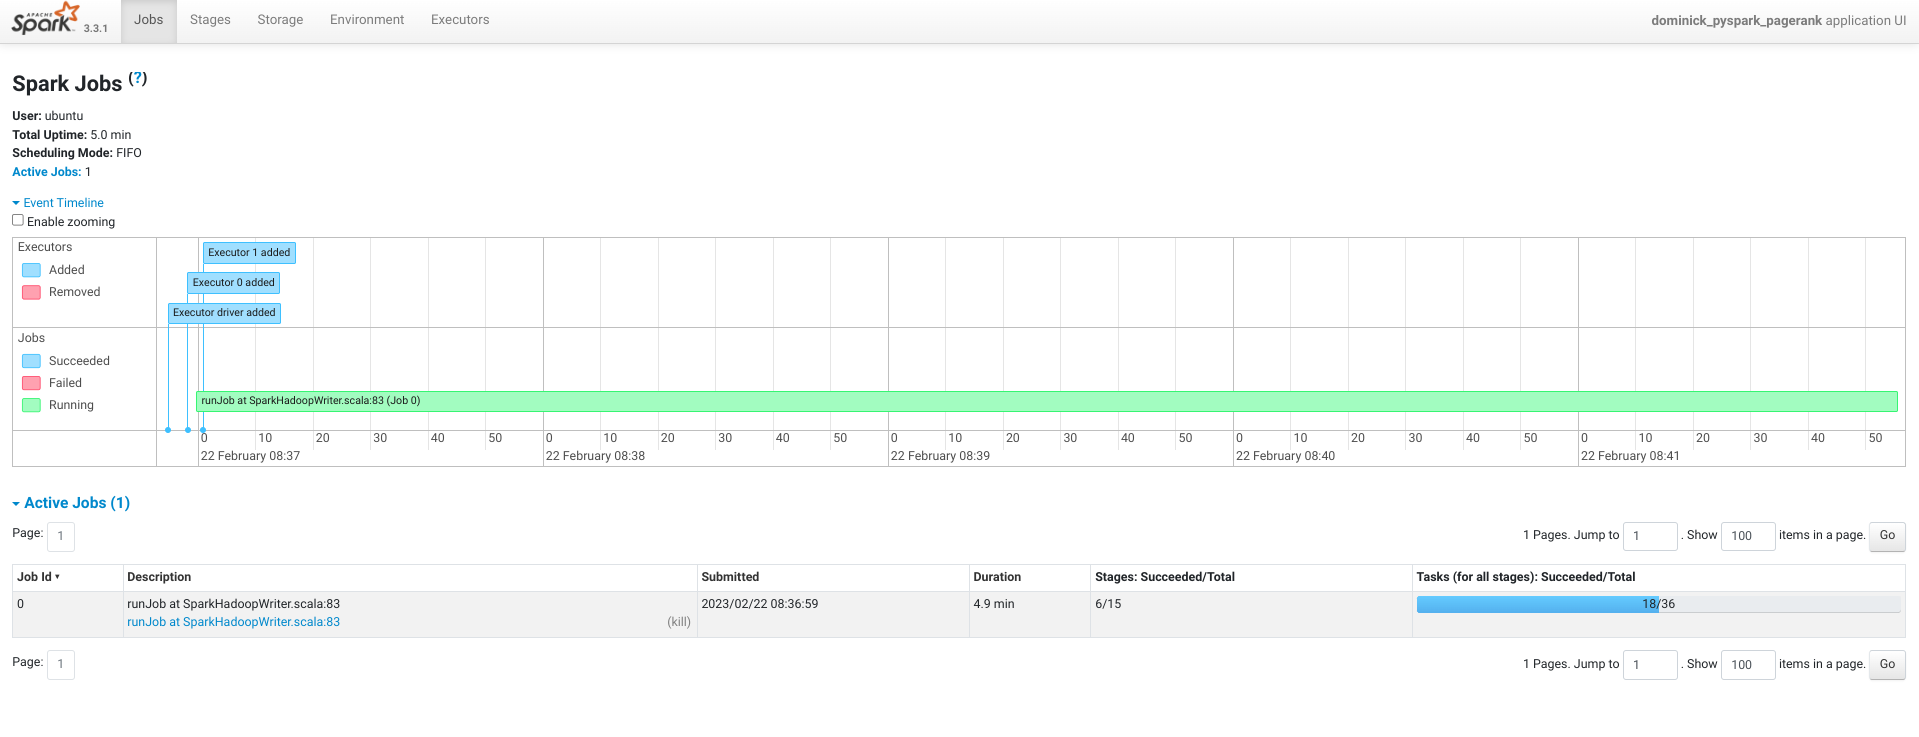 APACHE Spark 3.3.1 Jobs Stages Storage Environment Executors dominick_pyspark_pagerank application UI
Spark Jobs (?)
User: ubuntu
Total Uptime: 5.0 min
Scheduling Mode: FIFO
Active Jobs: 1
Event Timeline
Enable zooming
Executors
Added
Removed
Executor 1 added
Executor 0 added
Executor driver added
Jobs
Succeeded
Failed
Running
runJob at SparkHadoopWriter.scala:83 (Job 0)
0 10 20 30 40 50 0 10 20 30 40 50 0 10 20 30 40 50 0 10 20 30 40 50 0 10 20 30 40 50
22 February 08:37 22 February 08:38 22 February 08:39 22 February 08:40 22 February 08:41
Active Jobs (1)
Page: 1 1 Pages. Jump to 1 . Show 100 items in a page. Go
Job Id ▾ Description Submitted Duration Stages: Succeeded/Total Tasks (for all stages): Succeeded/Total
0 runJob at SparkHadoopWriter.scala:83 2023/02/22 08:36:59 4.9 min 6/15 18/36
runJob at SparkHadoopWriter.scala:83 (kill)
Page: 1 1 Pages. Jump to 1 . Show 100 items in a page. Go